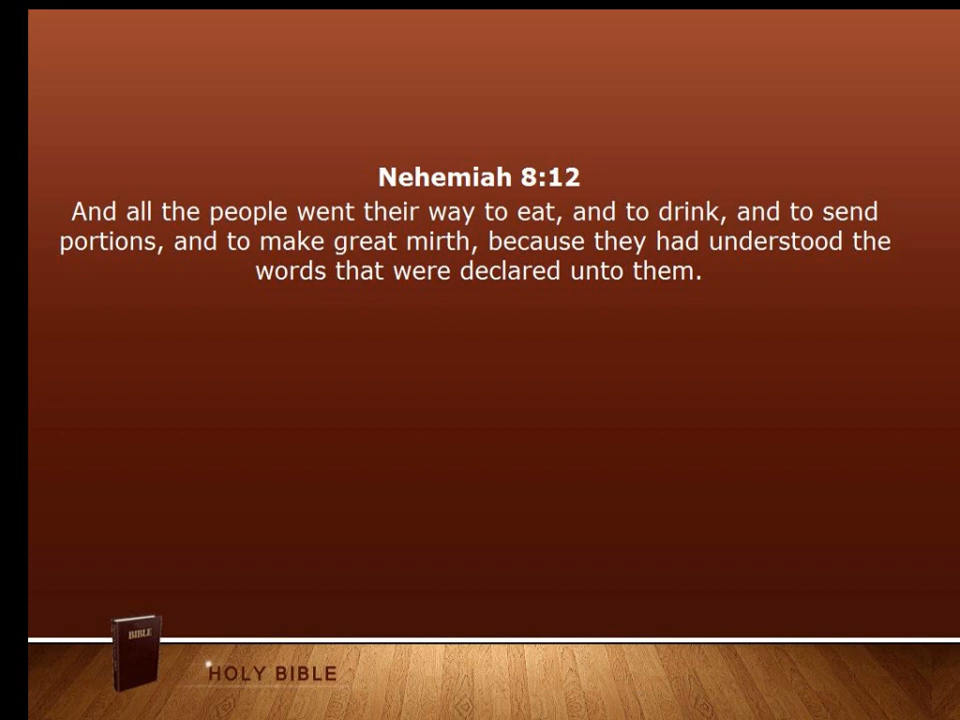 Nehemiah 8:12
And all the people went their way to eat, and to drink, and to send
portions, and to make great mirth, because they had understood the
words that were declared unto them.
BIBLE
HOLY BIBLE